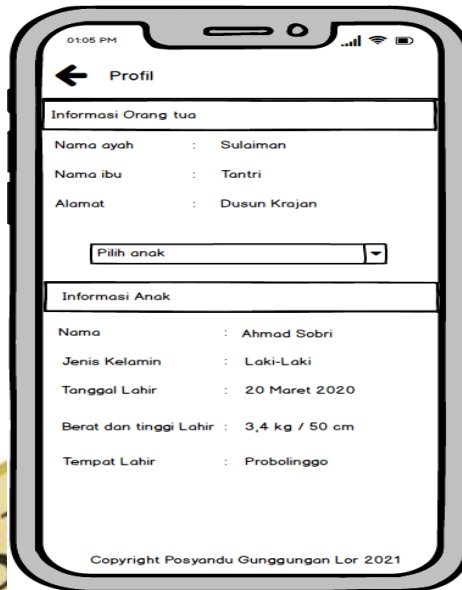 01:05 PM
Profil
Informasi Orang tua
Nama ayah : Sulaiman
Nama ibu : Tantri
Alamat : Dusun Krajan
Pilih anak
Informasi Anak
Nama : Ahmad Sobri
Jenis Kelamin : Laki-Laki
Tanggal Lahir : 20 Maret 2020
Berat dan tinggi Lahir : 3,4 kg / 50 cm
Tempat Lahir : Probolinggo
Copyright Posyandu Gunggungan Lor 2021